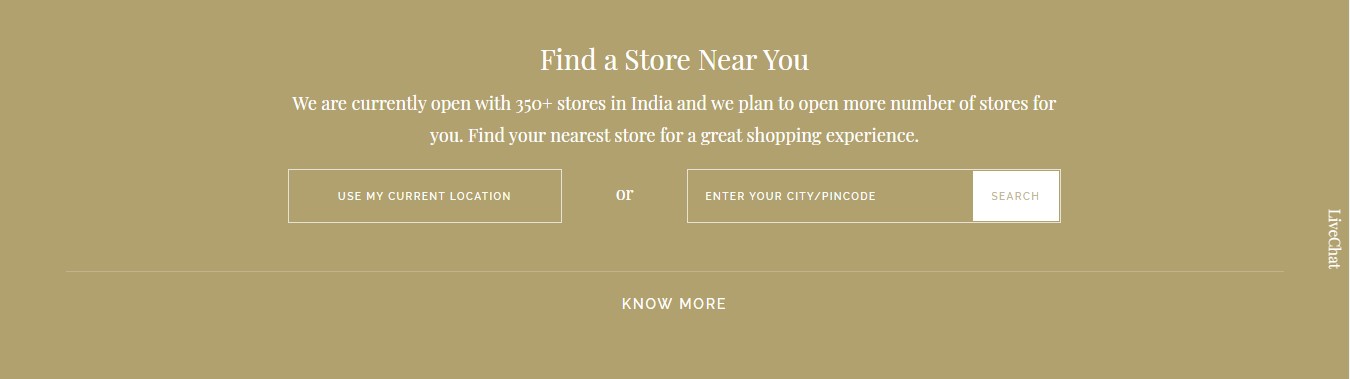 Find a Store Near You
We are currently open with 350+ stores in India and we plan to open more number of stores for
you. Find your nearest store for a great shopping experience.
USE MY CURRENT LOCATION
or
ENTER YOUR CITY/PINCODE
SEARCH
LiveChat
KNOW MORE